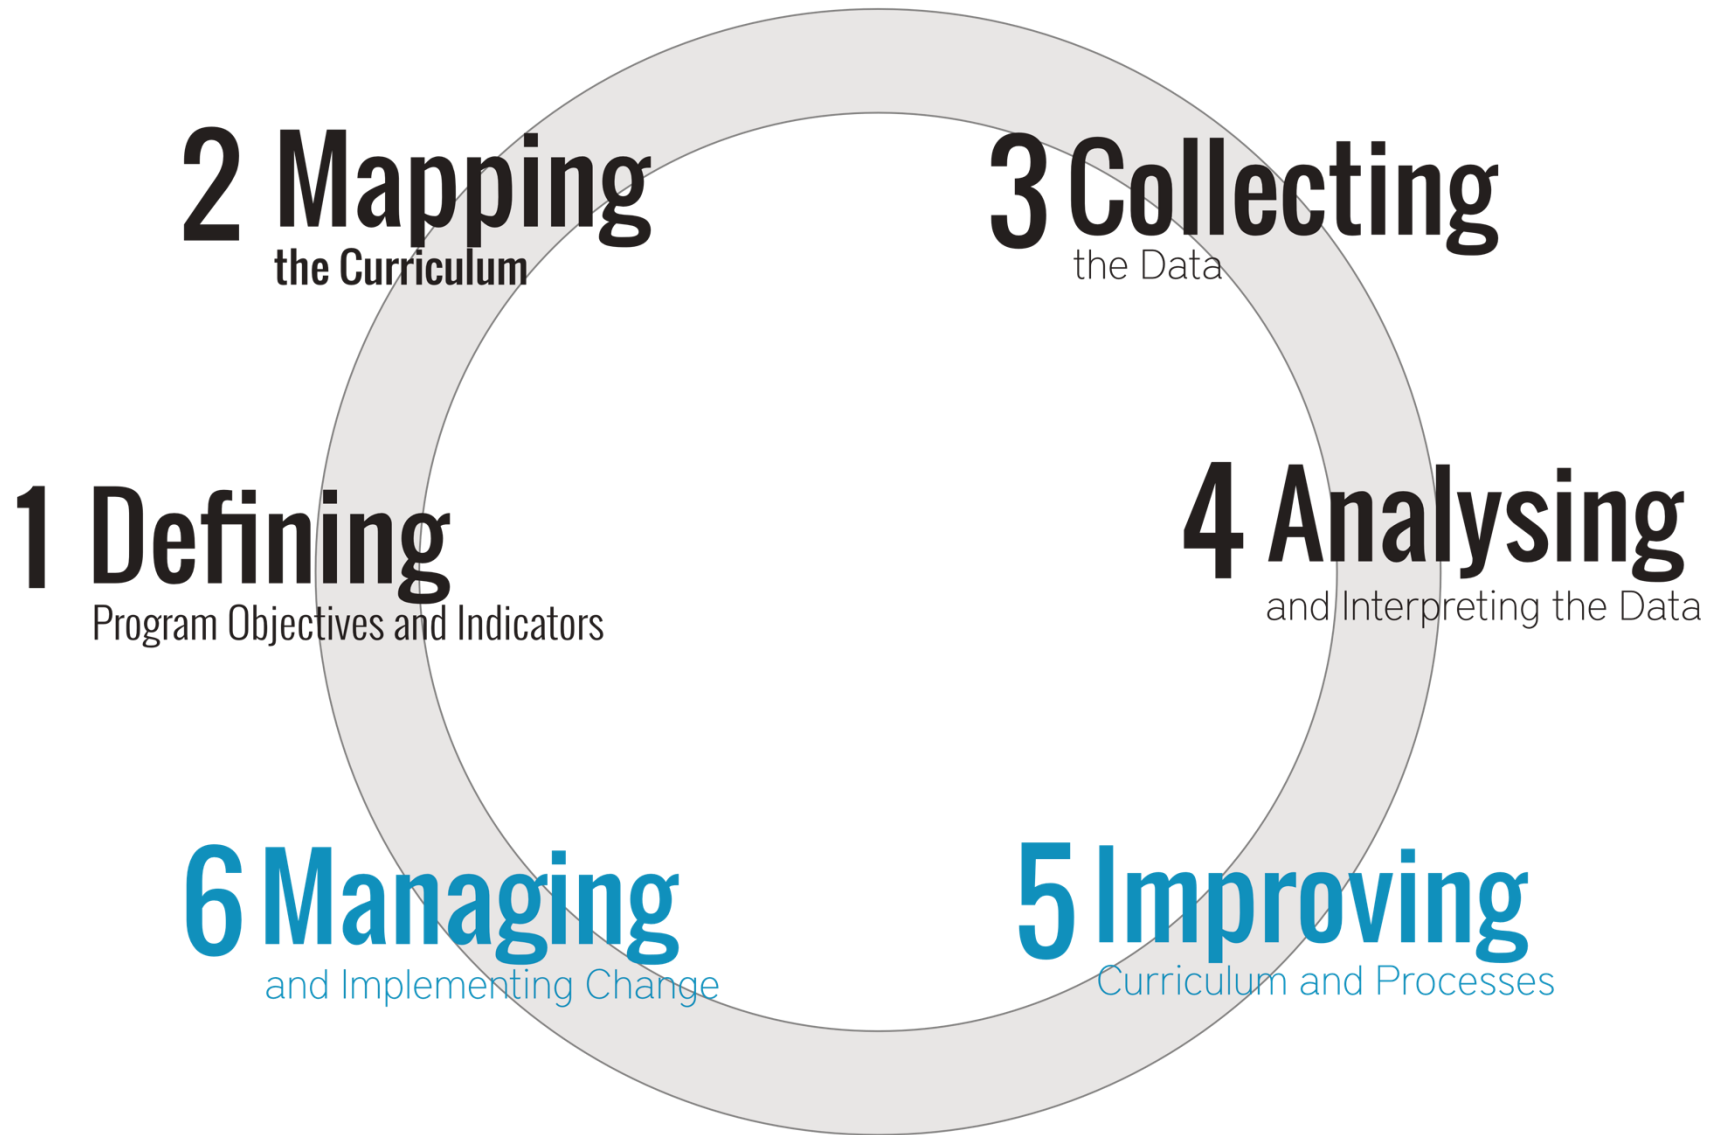 1 Defining
Program Objectives and Indicators
2 Mapping
the Curriculum
3 Collecting
the Data
4 Analysing
and Interpreting the Data
5 Improving
Curriculum and Processes
6 Managing
and Implementing Change